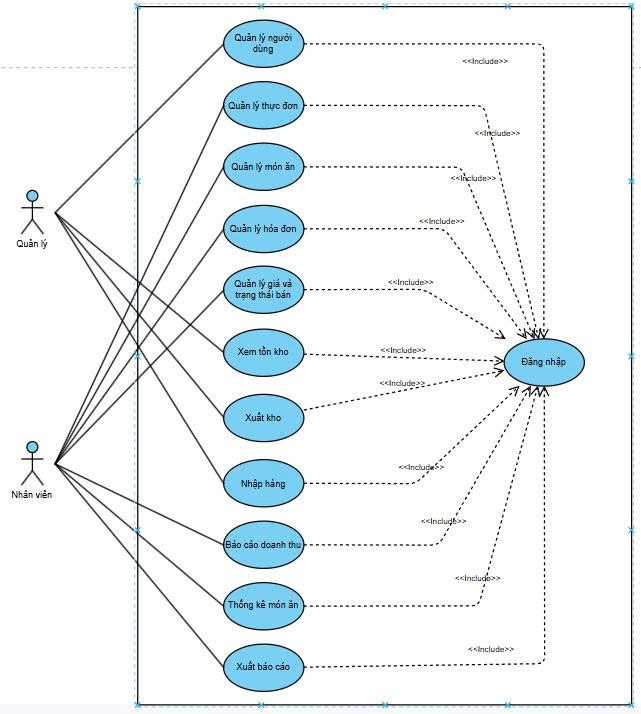 Quản lý người
dùng
<<Include>>
Quản lý thực đơn
<<Include>>
Quản lý món ăn
<<Include>>
Quản lý
Quản lý hóa đơn
<<Include>>
Quản lý giá và
trạng thái bán
<<Include>>
Xem tồn kho
<<Include>>
Đăng nhập
<<Include>>
Xuất kho
Nhân viên
Nhập hàng
<<Include>>
Báo cáo doanh thu
<<Include>>
Thống kê món ăn
<<Include>>
Xuất báo cáo
<<Include>>